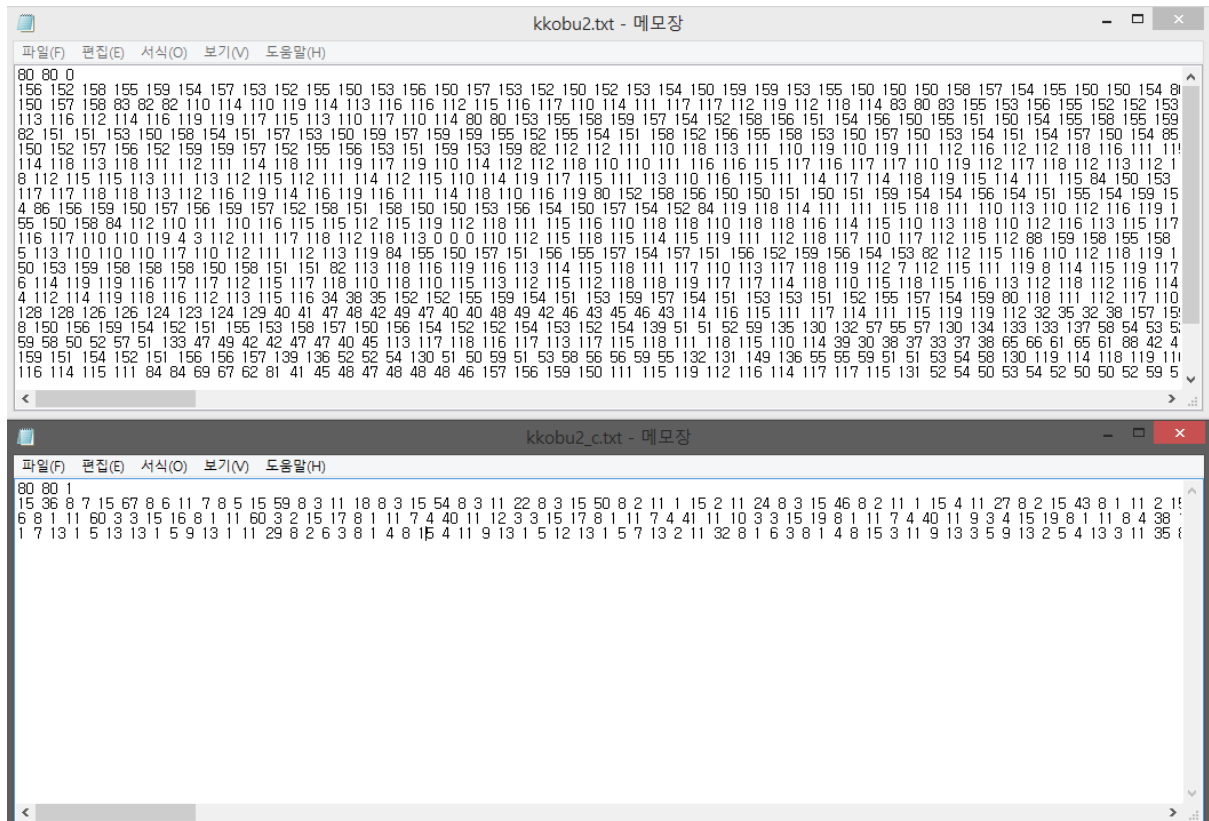 kkobu2.txt - 메모장
파일(F) 편집(E) 서식(O) 보기(V) 도움말(H)
80 80 0
156 152 158 155 159 154 157 153 152 155 150 153 156 150 157 153 152 150 152 153 154 150 159 159 153 155 150 150 150 158 157 154 155 150 150 154
150 157 158 83 82 82 110 114 110 119 114 113 116 116 112 115 116 117 110 114 111 117 117 112 119 112 118 114 83 80 83 155 153 156 155 152 152 153
113 116 112 114 116 119 119 117 115 113 110 117 110 114 80 80 153 155 158 159 157 154 152 158 156 151 154 156 150 155 151 150 154 155 158 155 159
82 151 151 153 150 158 154 151 157 153 150 159 157 159 159 155 152 155 154 151 158 152 156 155 158 153 150 157 150 153 154 151 154 157 150 154 85
150 152 157 156 152 159 159 157 152 155 156 153 151 159 153 159 82 112 112 111 110 118 113 111 110 119 110 119 111 112 116 112 112 118 116 111
114 118 113 118 111 112 111 114 118 111 119 117 119 110 114 112 112 118 110 110 111 116 116 115 117 116 117 117 110 119 112 117 118 112 113 112
8 112 115 115 113 111 113 112 115 112 111 114 112 115 110 114 119 117 115 111 113 110 116 115 111 114 117 114 118 115 119 114 111 115 84 150 153
117 117 118 118 113 112 116 119 114 116 119 116 111 114 118 110 116 119 80 152 158 156 150 150 151 150 151 159 154 154 156 154 151 155 154 159
4 86 156 159 150 157 156 159 157 152 158 151 158 150 150 153 156 154 150 157 154 152 84 119 118 114 111 111 115 118 111 110 113 110 112 116 119
55 150 158 84 112 110 111 110 116 115 115 112 115 119 112 118 111 115 116 110 118 118 110 118 118 116 114 115 110 113 118 110 112 116 113 115 117
116 117 110 110 119 4 3 112 111 117 118 112 118 113 0 0 0 110 112 115 118 115 114 115 119 111 112 118 117 110 117 112 115 112 88 159 158 155 158
5 113 110 110 110 117 110 112 111 112 113 119 84 155 150 157 151 156 155 157 154 157 151 156 152 159 156 154 153 82 112 115 116 110 112 118 119
50 153 159 158 158 158 150 158 151 151 82 113 118 116 119 116 113 114 115 118 111 117 110 113 117 118 119 112 7 112 115 111 119 8 114 115 119 117
6 114 119 119 116 117 117 112 115 117 118 110 118 110 115 113 112 115 112 115 116 117 114 118 110 115 118 115 116 113 112 118 112 116 114
4 112 114 119 118 116 112 113 115 116 34 38 35 152 152 155 159 154 151 153 159 157 154 151 153 153 151 152 155 157 154 159 80 118 111 112 117 110
128 128 126 126 124 123 124 129 40 41 47 48 42 49 47 40 40 48 49 42 46 43 45 46 43 114 116 115 111 117 114 111 115 119 119 112 32 35 32 38 157
8 150 156 159 154 152 151 155 153 158 157 150 156 154 152 152 154 153 152 154 139 51 51 52 59 135 130 132 57 55 57 130 134 133 133 137 58 54 53
59 58 50 52 57 51 133 47 49 42 42 47 47 40 45 113 117 118 116 117 113 117 115 118 111 118 115 110 114 39 30 38 37 33 37 38 65 66 61 65 61 88 42
159 151 154 152 151 156 156 157 139 136 52 52 54 130 51 50 59 51 53 58 56 56 59 55 132 131 149 136 55 55 59 51 51 53 54 58 130 119 114 118 119
116 114 115 111 84 84 69 67 62 81 41 45 48 47 48 48 48 46 157 156 159 150 111 115 119 112 116 114 117 117 115 131 52 54 50 53 54 52 50 50 52 59
kkobu2_c.txt - 메모장
파일(F) 편집(E) 서식(O) 보기(V) 도움말(H)
80 80 1
15 36 8 7 15 67 8 6 11 7 8 5 15 59 8 3 11 18 8 3 15 54 8 3 11 22 8 3 15 50 8 2 11 1 15 2 11 24 8 3 15 46 8 2 11 1 15 4 11 27 8 2 15 43 8 1 11 2
6 8 1 11 60 3 3 15 16 8 1 11 60 3 2 15 17 8 1 11 7 4 40 11 12 3 3 15 17 8 1 11 7 4 41 11 10 3 3 15 19 8 1 11 7 4 40 11 9 3 4 15 19 8 1 11 8 4 38
1 7 13 1 5 13 13 1 5 9 13 1 11 29 8 2 6 3 8 1 4 8 15 4 11 9 13 1 5 12 13 1 5 7 13 2 11 32 8 1 6 3 8 1 4 8 15 3 11 9 13 3 5 9 13 2 5 4 13 3 11 35